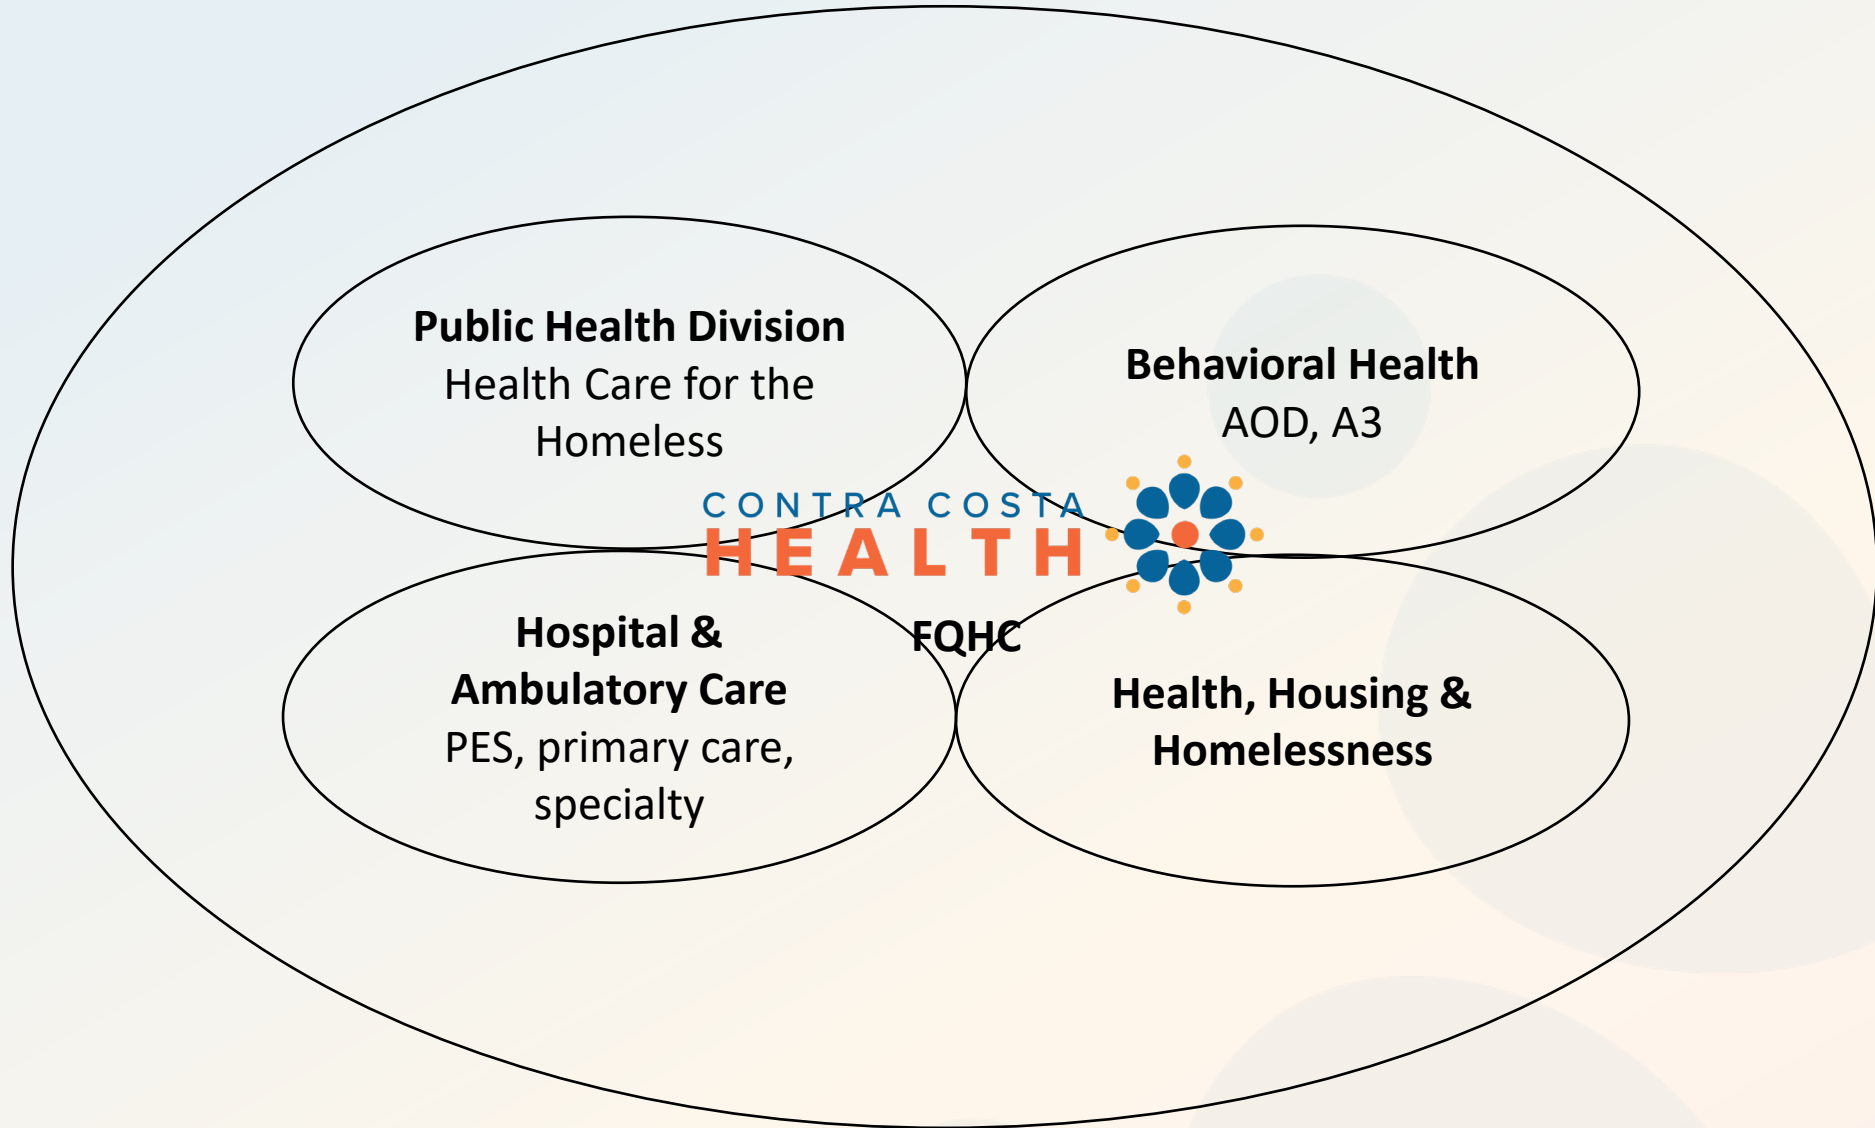 Public Health Division
Health Care for the
Homeless
Behavioral Health
AOD, A3
CONTRA COSTA
HEALTH
FQHC
Hospital &
Ambulatory Care
PES, primary care,
specialty
Health, Housing &
Homelessness